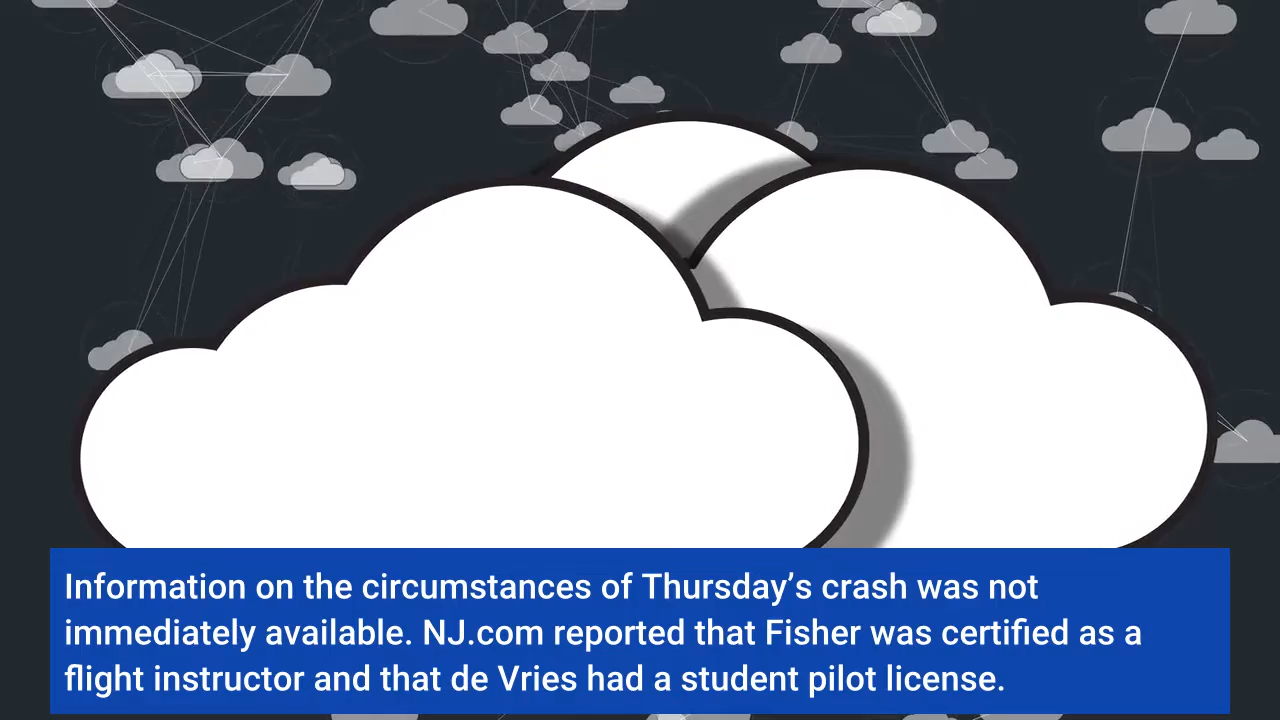 Information on the circumstances of Thursday’s crash was not
immediately available. NJ.com reported that Fisher was certified as a
flight instructor and that de Vries had a student pilot license.